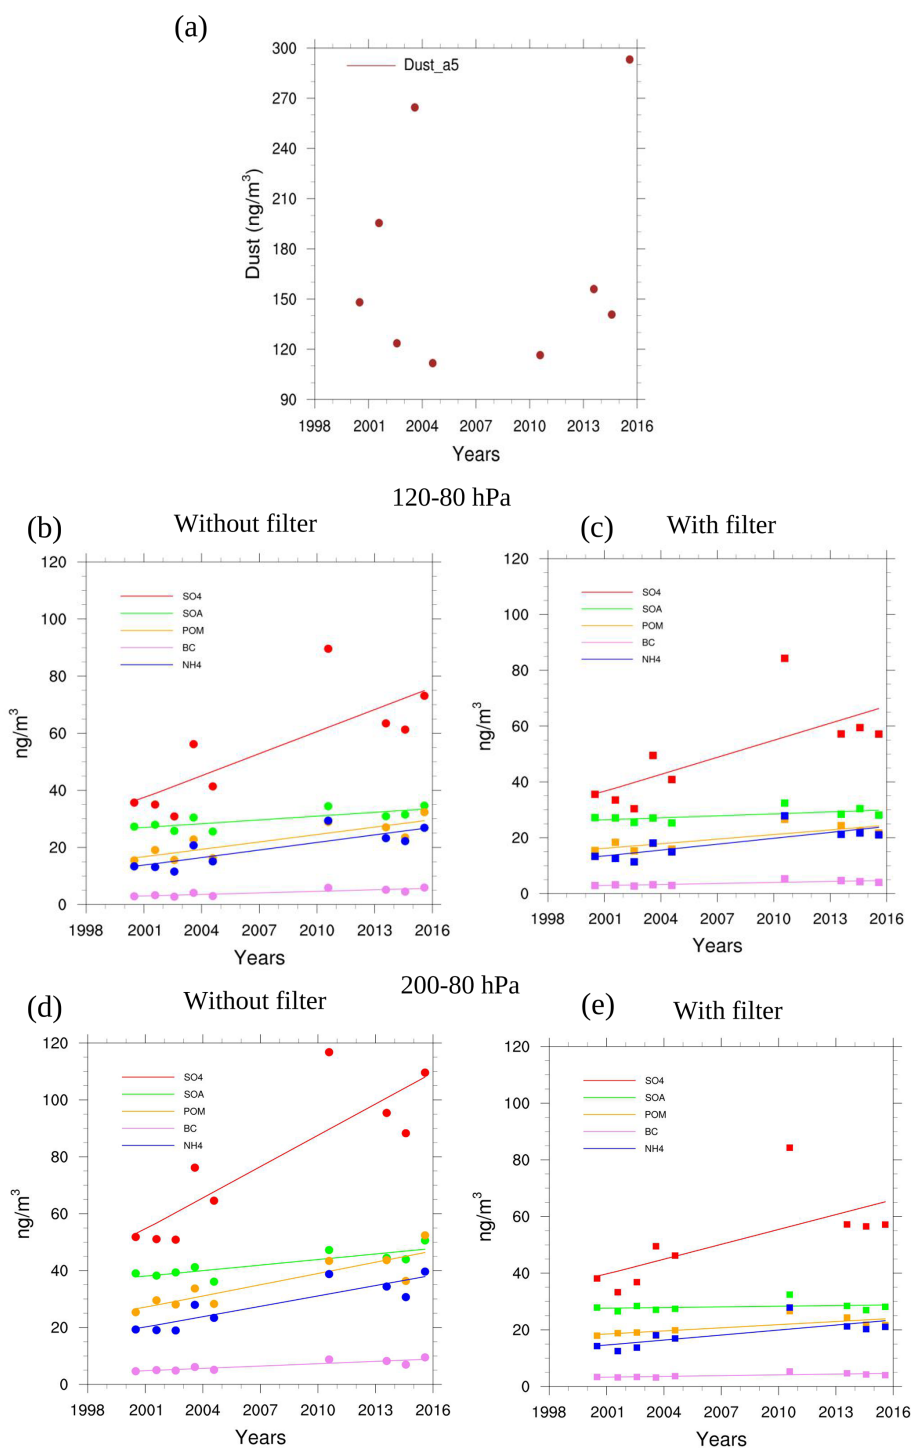 (a)
300
270
240
210
180
150
120
90
Dust (ng/m³)
Dust_a5
1998 2001 2004 2007 2010 2013 2016
Years
120-80 hPa
(b) Without filter
120
100
80
60
40
20
0
ng/m³
SO4
SOA
POM
BC
NH4
1998 2001 2004 2007 2010 2013 2016
Years
(c) With filter
120
100
80
60
40
20
0
ng/m³
SO4
SOA
POM
BC
NH4
1998 2001 2004 2007 2010 2013 2016
Years
200-80 hPa
(d) Without filter
120
100
80
60
40
20
0
ng/m³
SO4
SOA
POM
BC
NH4
1998 2001 2004 2007 2010 2013 2016
Years
(e) With filter
120
100
80
60
40
20
0
ng/m³
SO4
SOA
POM
BC
NH4
1998 2001 2004 2007 2010 2013 2016
Years